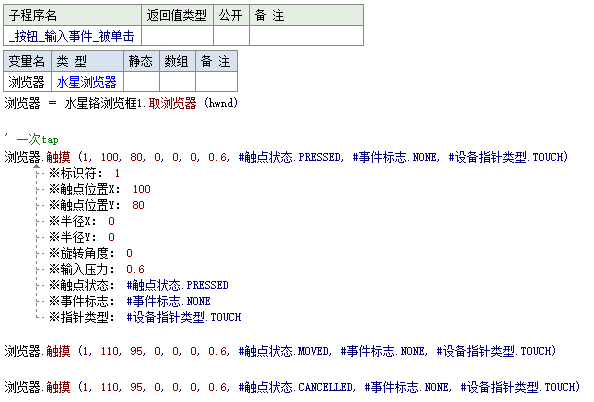 子程序名 返回值类型 公开 备 注
_按钮_输入事件_被单击
变量名 类 型 静态 数组 备 注
浏览器 水星浏览器
浏览器 ＝ 水星铬浏览框1.取浏览器 (hwnd)
' 一次tap
浏览器.触摸 (1, 100, 80, 0, 0, 0, 0.6, #触点状态.PRESSED, #事件标志.NONE, #设备指针类型.TOUCH)
※标识符： 1
※触点位置X： 100
※触点位置Y： 80
※半径X： 0
※半径Y： 0
※旋转角度： 0
※输入压力： 0.6
※触点状态： #触点状态.PRESSED
※事件标志： #事件标志.NONE
※指针类型： #设备指针类型.TOUCH
浏览器.触摸 (1, 110, 95, 0, 0, 0, 0.6, #触点状态.MOVED, #事件标志.NONE, #设备指针类型.TOUCH)
浏览器.触摸 (1, 110, 95, 0, 0, 0, 0.6, #触点状态.CANCELLED, #事件标志.NONE, #设备指针类型.TOUCH)